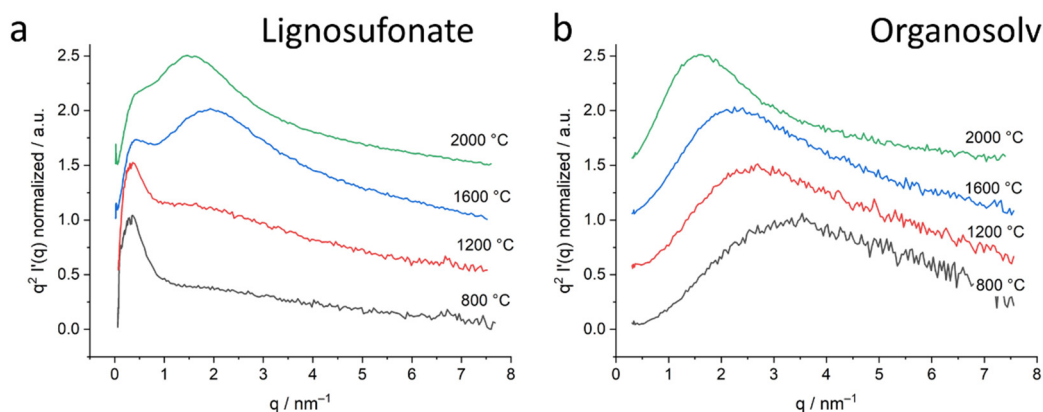 a
Lignosufonate
q² I'(q) normalized / a.u.
2.5
2.0
1.5
1.0
0.5
0.0
2000 °C
1600 °C
1200 °C
800 °C
0 1 2 3 4 5 6 7 8
q / nm⁻¹
b
Organosolv
q² I'(q) normalized / a.u.
2.5
2.0
1.5
1.0
0.5
0.0
2000 °C
1600 °C
1200 °C
800 °C
0 1 2 3 4 5 6 7 8
q / nm⁻¹